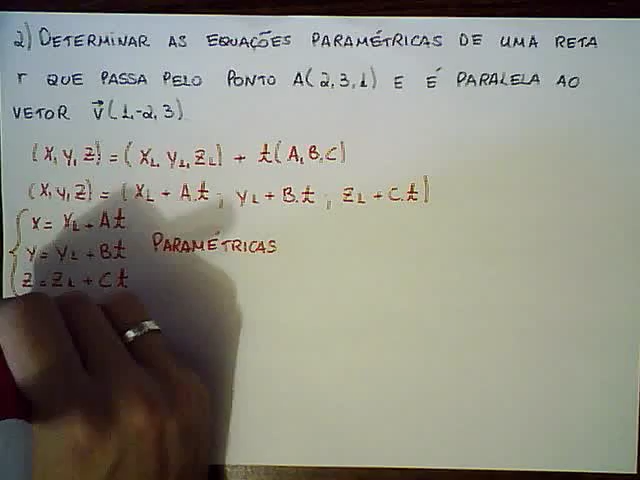 2) DETERMINAR AS EQUAÇÕES PARAMÉTRICAS DE UMA RETA
r QUE PASSA PELO PONTO A(2,3,1) E É PARALELA AO
VETOR V⃗(1,-2,3)
(X,Y,Z) = (X1, Y1, Z1) + t(A,B,C)
(X,Y,Z) = (X1 + A.t ; Y1 + B.t ; Z1 + C.t)
X = X1 + At
Y = Y1 + Bt PARAMÉTRICAS
Z = Z1 + Ct